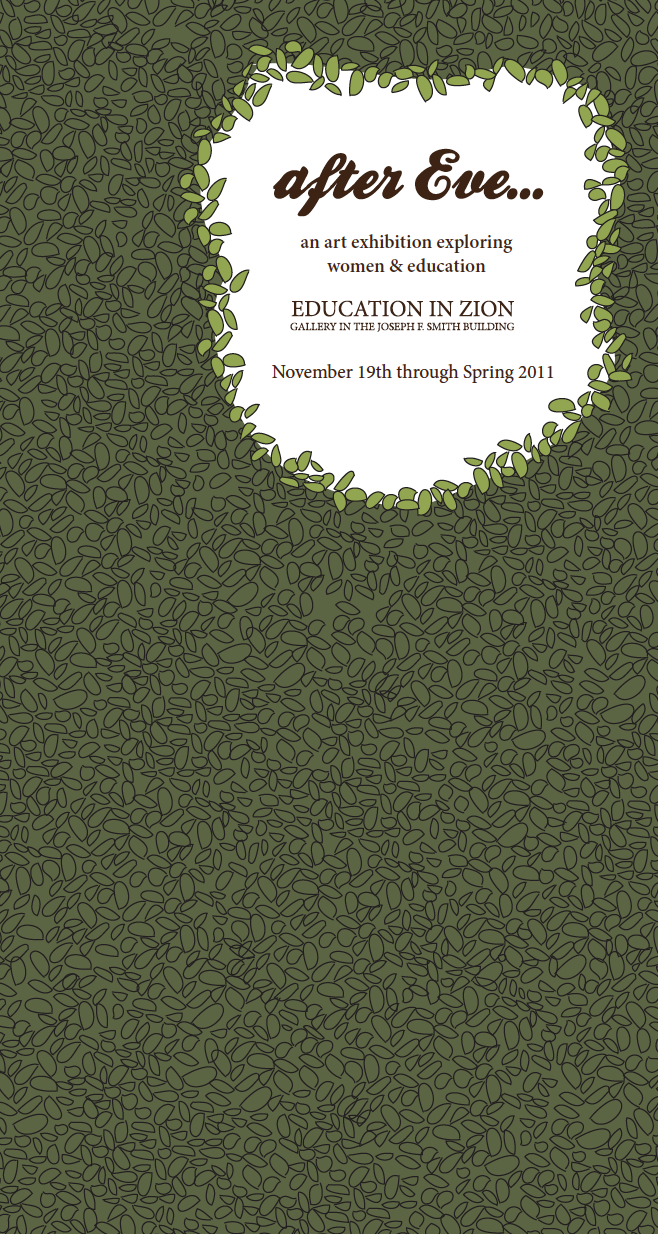 after Eve...
an art exhibition exploring
women & education
EDUCATION IN ZION
GALLERY IN THE JOSEPH F. SMITH BUILDING
November 19th through Spring 2011